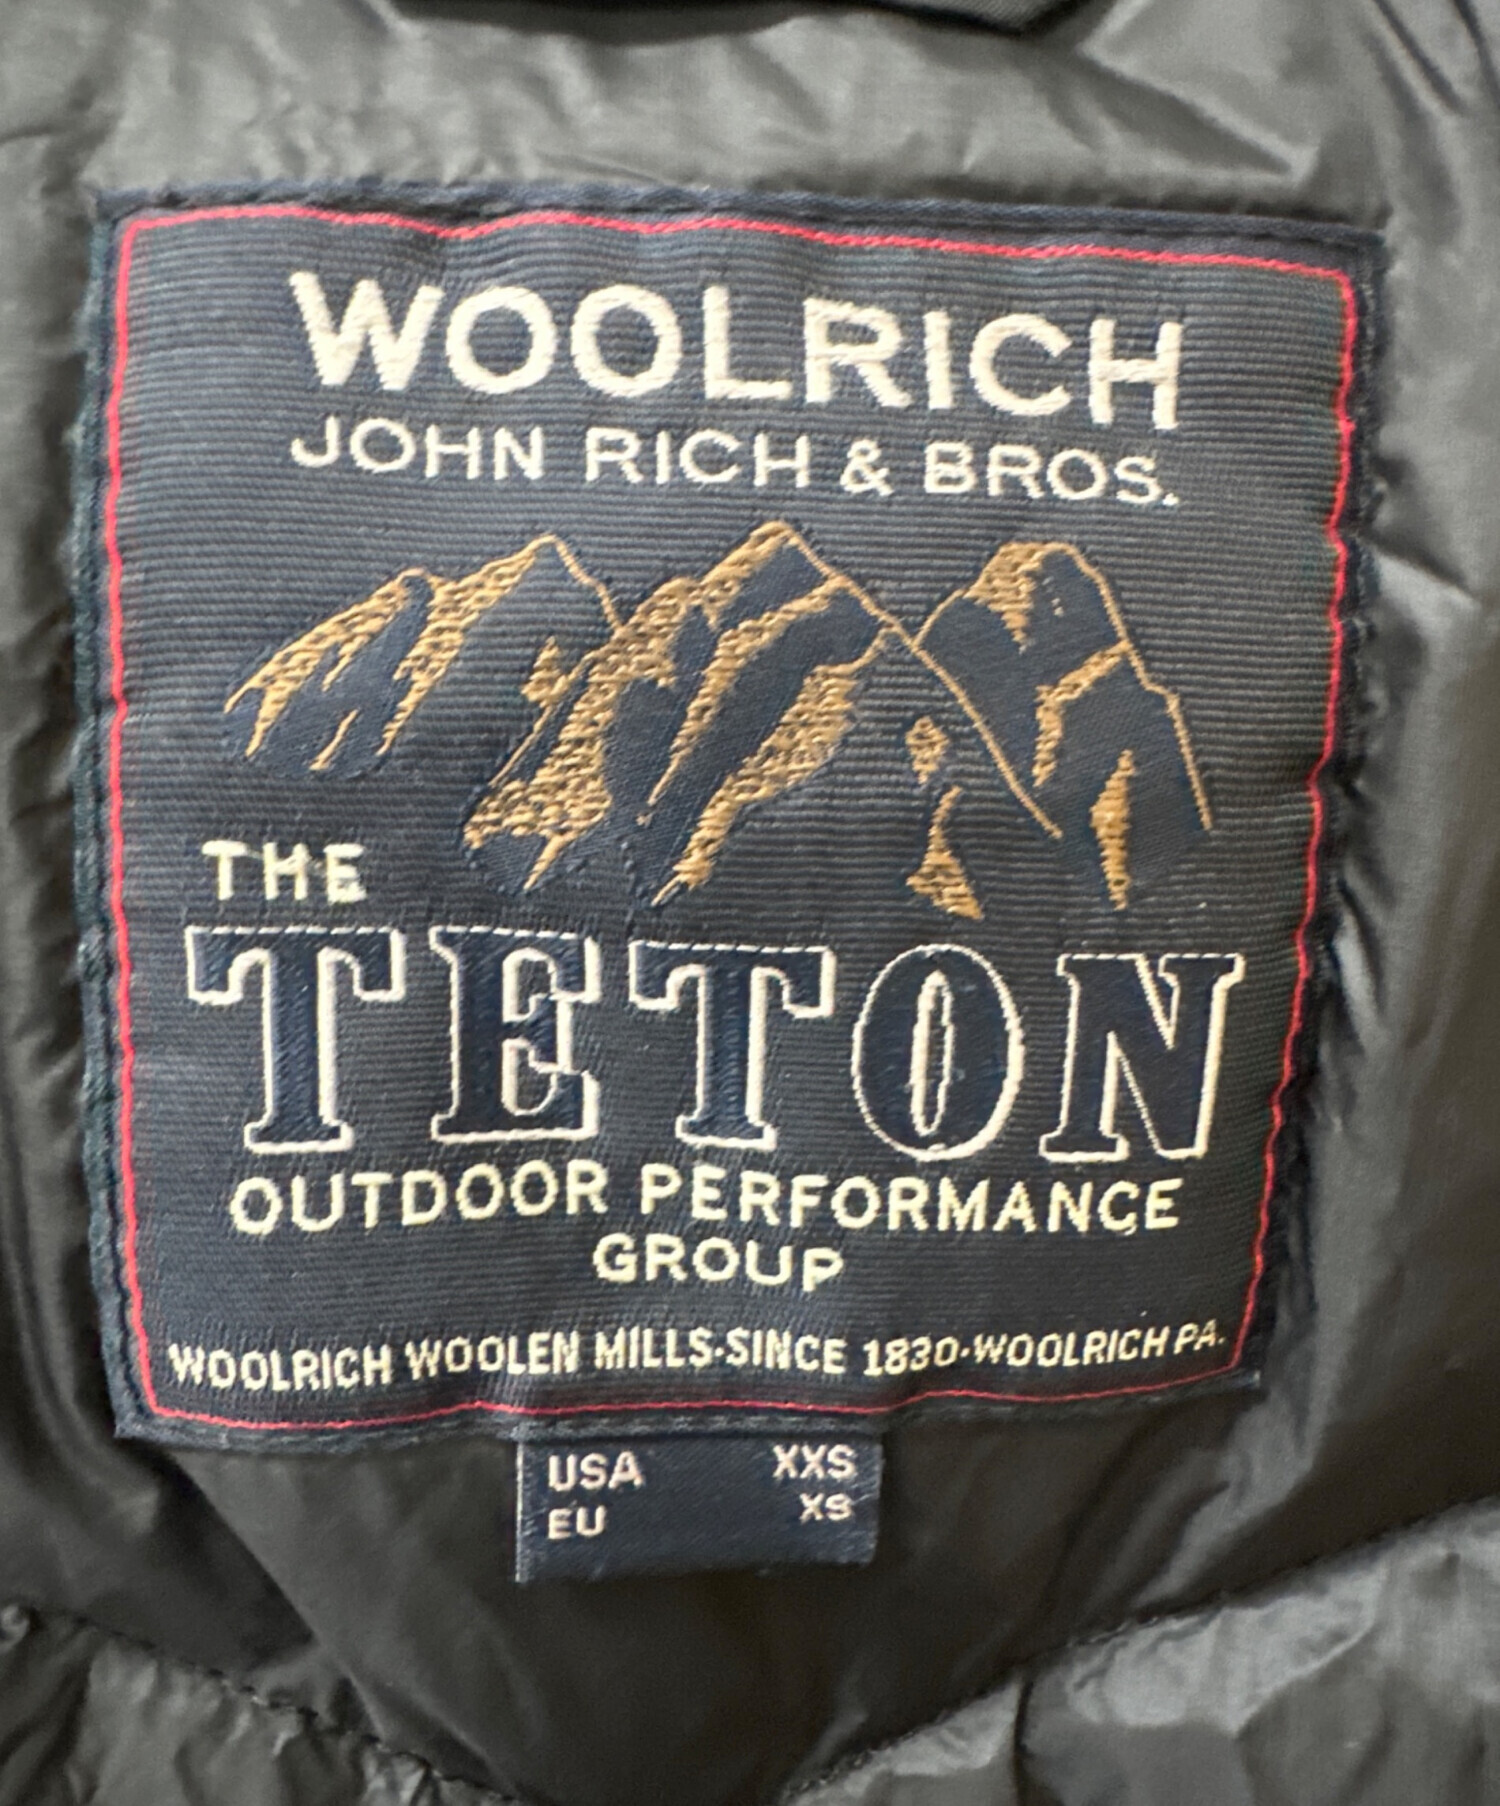 WOOLRICH
JOHN RICH & BROS.
THE
TETON
OUTDOOR PERFORMANCE
GROUP
WOOLRICH WOOLEN MILLS·SINCE 1830·WOOLRICH PA.
USA XXS
EU XS